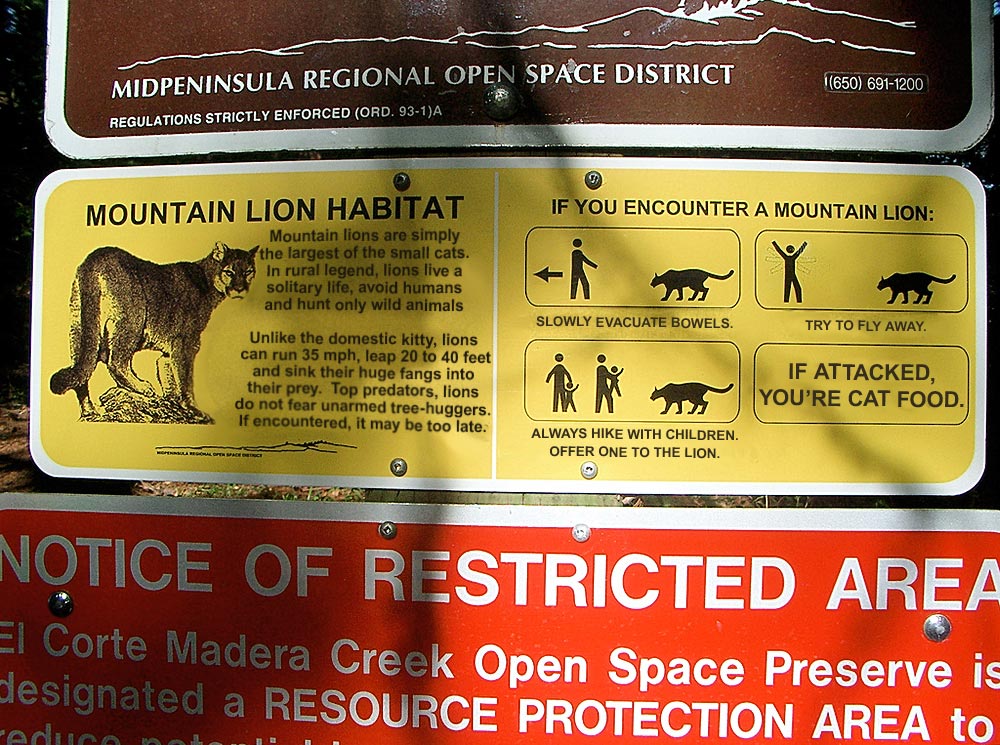 MIDPENINSULA REGIONAL OPEN SPACE DISTRICT
(650) 691-1200
REGULATIONS STRICTLY ENFORCED (ORD. 93-1)A
MOUNTAIN LION HABITAT
Mountain lions are simply
the largest of the small cats.
In rural legend, lions live a
solitary life, avoid humans
and hunt only wild animals
Unlike the domestic kitty, lions
can run 35 mph, leap 20 to 40 feet
and sink their huge fangs into
their prey. Top predators, lions
do not fear unarmed tree-huggers.
If encountered, it may be too late.
MIDPENINSULA REGIONAL OPEN SPACE DISTRICT
IF YOU ENCOUNTER A MOUNTAIN LION:
SLOWLY EVACUATE BOWELS.
TRY TO FLY AWAY.
ALWAYS HIKE WITH CHILDREN.
OFFER ONE TO THE LION.
IF ATTACKED,
YOU'RE CAT FOOD.
NOTICE OF RESTRICTED AREA
El Corte Madera Creek Open Space Preserve is
designated a RESOURCE PROTECTION AREA to
reduce